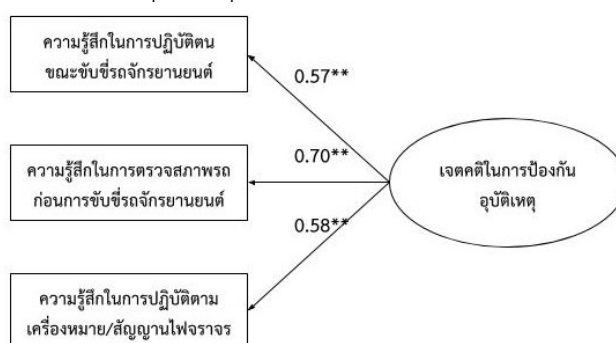 ความรู้สึกในการปฏิบัติตน
ขณะขับขี่รถจักรยานยนต์
0.57**
ความรู้สึกในการตรวจสภาพรถ
ก่อนการขับขี่รถจักรยานยนต์
0.70**
เจตคติในการป้องกัน
อุบัติเหตุ
0.58**
ความรู้สึกในการปฏิบัติตาม
เครื่องหมาย/สัญญานไฟจราจร